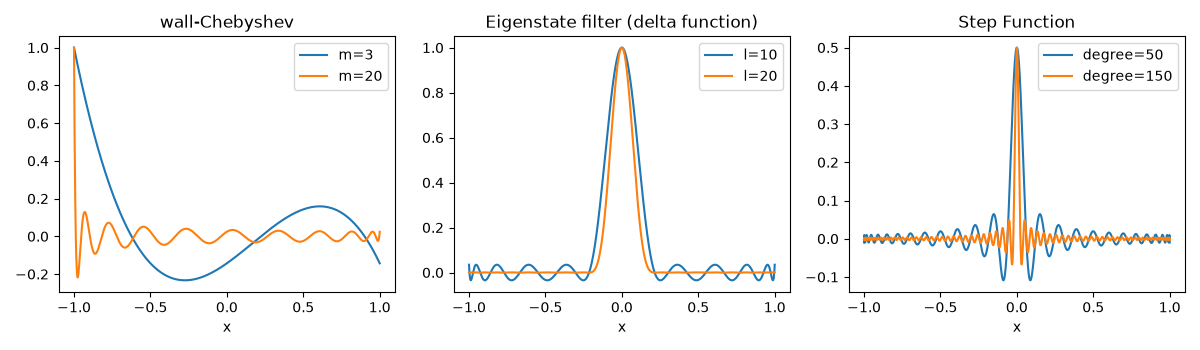 wall-Chebyshev
1.0
0.8
0.6
0.4
0.2
0.0
−0.2
−1.0 −0.5 0.0 0.5 1.0
x
m=3
m=20
Eigenstate filter (delta function)
1.0
0.8
0.6
0.4
0.2
0.0
−1.0 −0.5 0.0 0.5 1.0
x
l=10
l=20
Step Function
0.5
0.4
0.3
0.2
0.1
0.0
−0.1
−1.0 −0.5 0.0 0.5 1.0
x
degree=50
degree=150